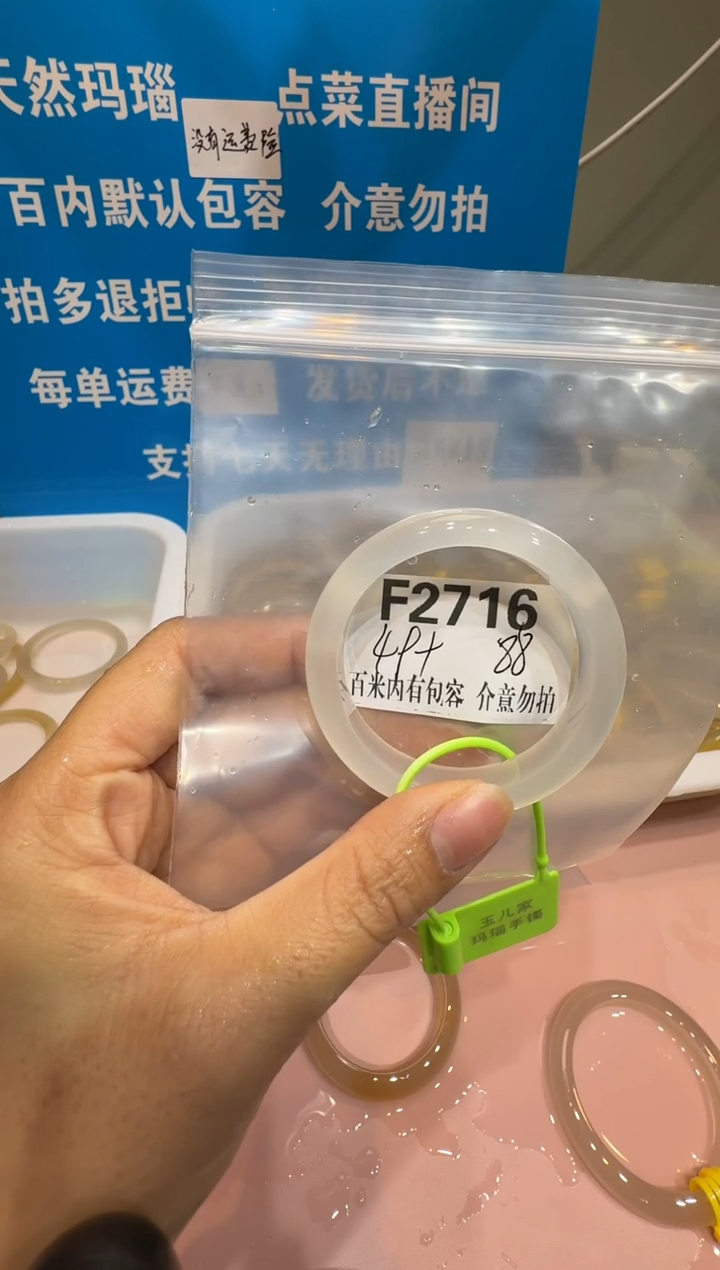 天然玛瑙 点菜直播间
没有运费险
百内默认包容 介意勿拍
拍多退拒
每单运费 发货后不
支持七天无理由
F2716
49+ 88
百米内有包容 介意勿拍
玉儿家
玛瑙手镯